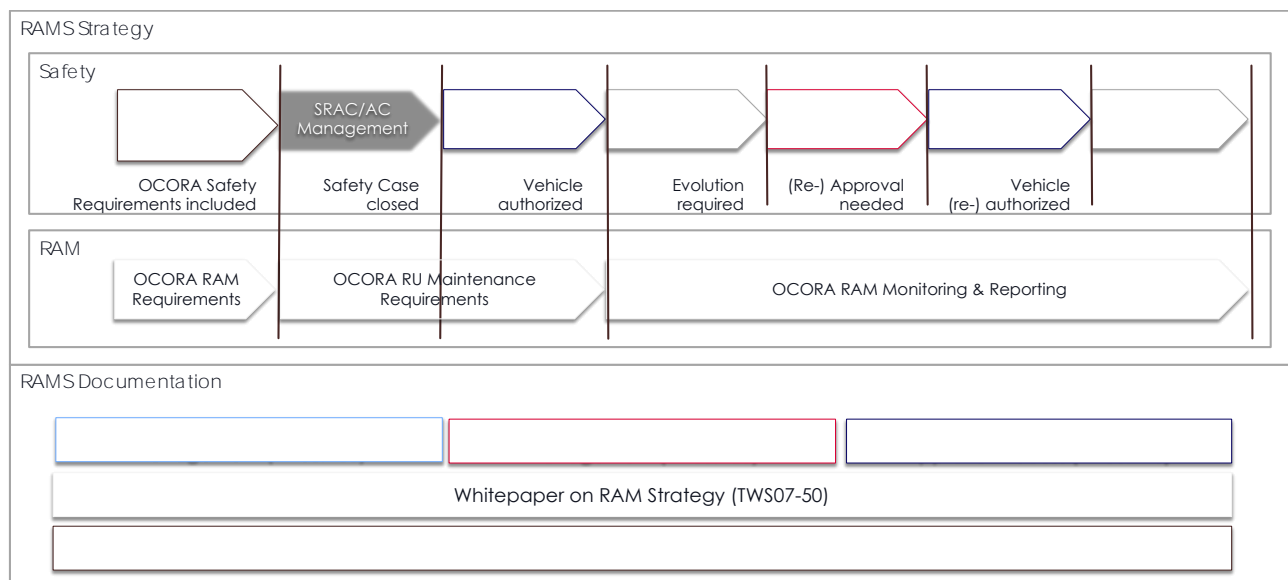 RAMS Strategy
Safety
SRAC/AC
Management
OCORA Safety
Requirements included
Safety Case
closed
Vehicle
authorized
Evolution
required
(Re-) Approval
needed
Vehicle
(re-) authorized
RAM
OCORA RAM
Requirements
OCORA RU Maintenance
Requirements
OCORA RAM Monitoring & Reporting
RAMS Documentation
Whitepaper on RAM Strategy (TWS07-50)